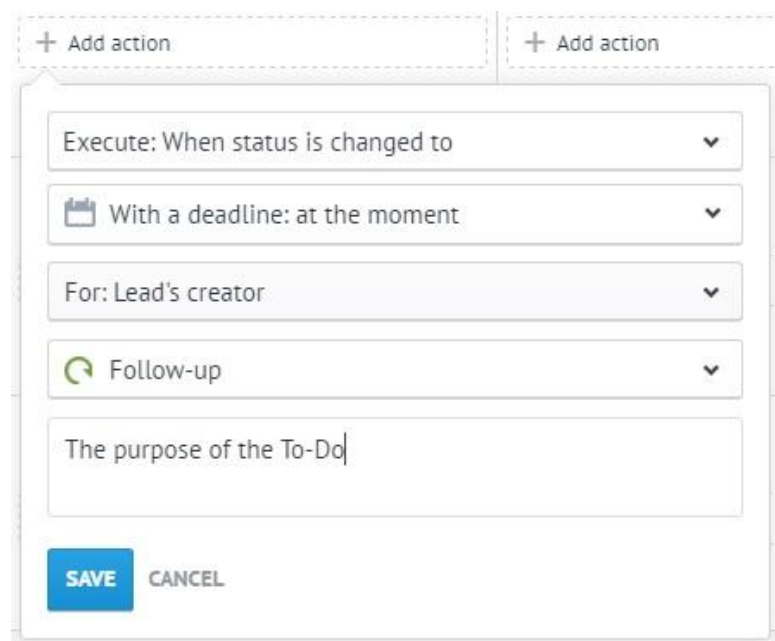 Add action
Add action
Execute: When status is changed to
With a deadline: at the moment
For: Lead's creator
Follow-up
The purpose of the To-Do
SAVE CANCEL